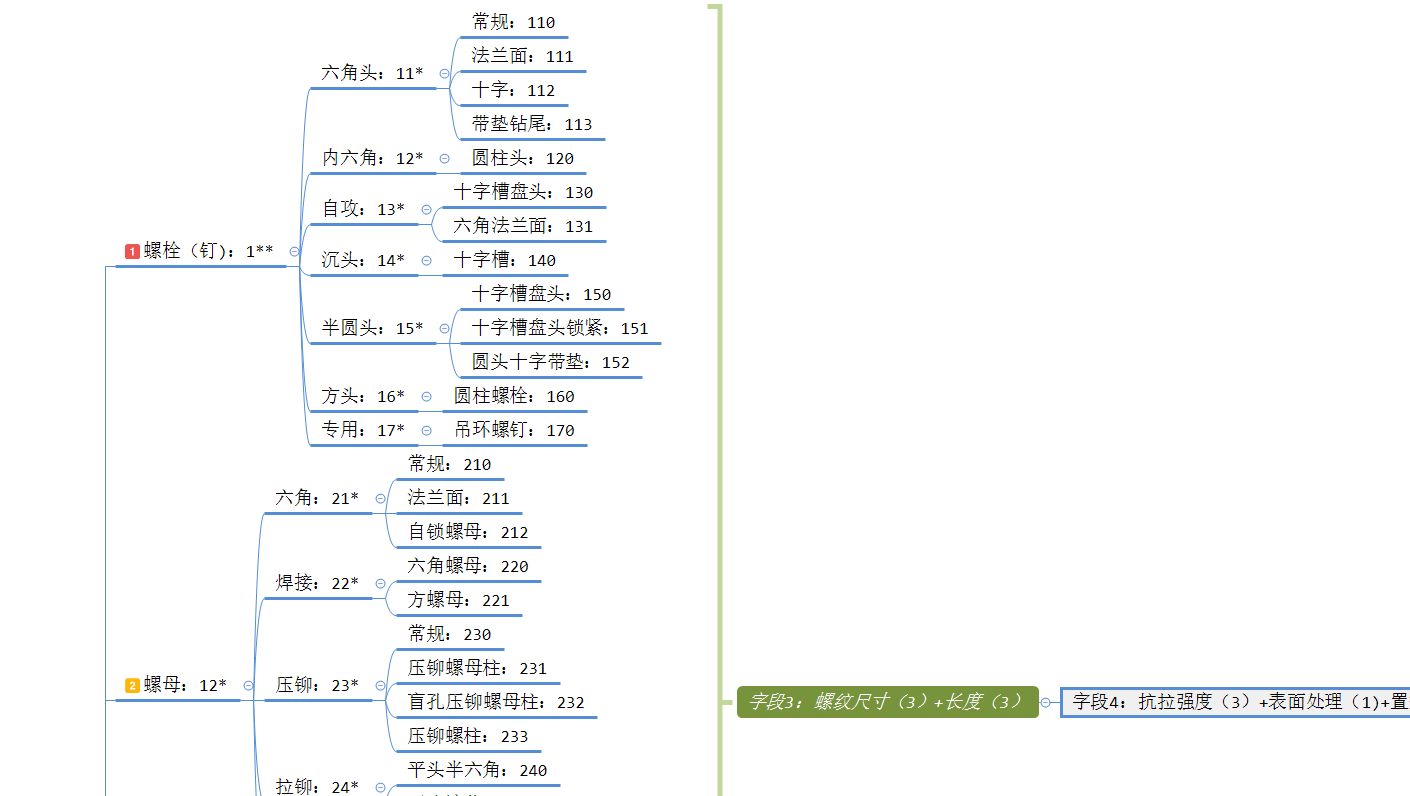 1 螺栓（钉）：1**
六角头：11*
常规：110
法兰面：111
十字：112
带垫钻尾：113
内六角：12*
圆柱头：120
自攻：13*
十字槽盘头：130
六角法兰面：131
沉头：14*
十字槽：140
半圆头：15*
十字槽盘头：150
十字槽盘头锁紧：151
圆头十字带垫：152
方头：16*
圆柱螺栓：160
专用：17*
吊环螺钉：170
2 螺母：12*
六角：21*
常规：210
法兰面：211
自锁螺母：212
焊接：22*
六角螺母：220
方螺母：221
压铆：23*
常规：230
压铆螺母柱：231
盲孔压铆螺母柱：232
压铆螺柱：233
拉铆：24*
平头半六角：240
字段3：螺纹尺寸（3）+长度（3）
字段4：抗拉强度（3）+表面处理（1)+置